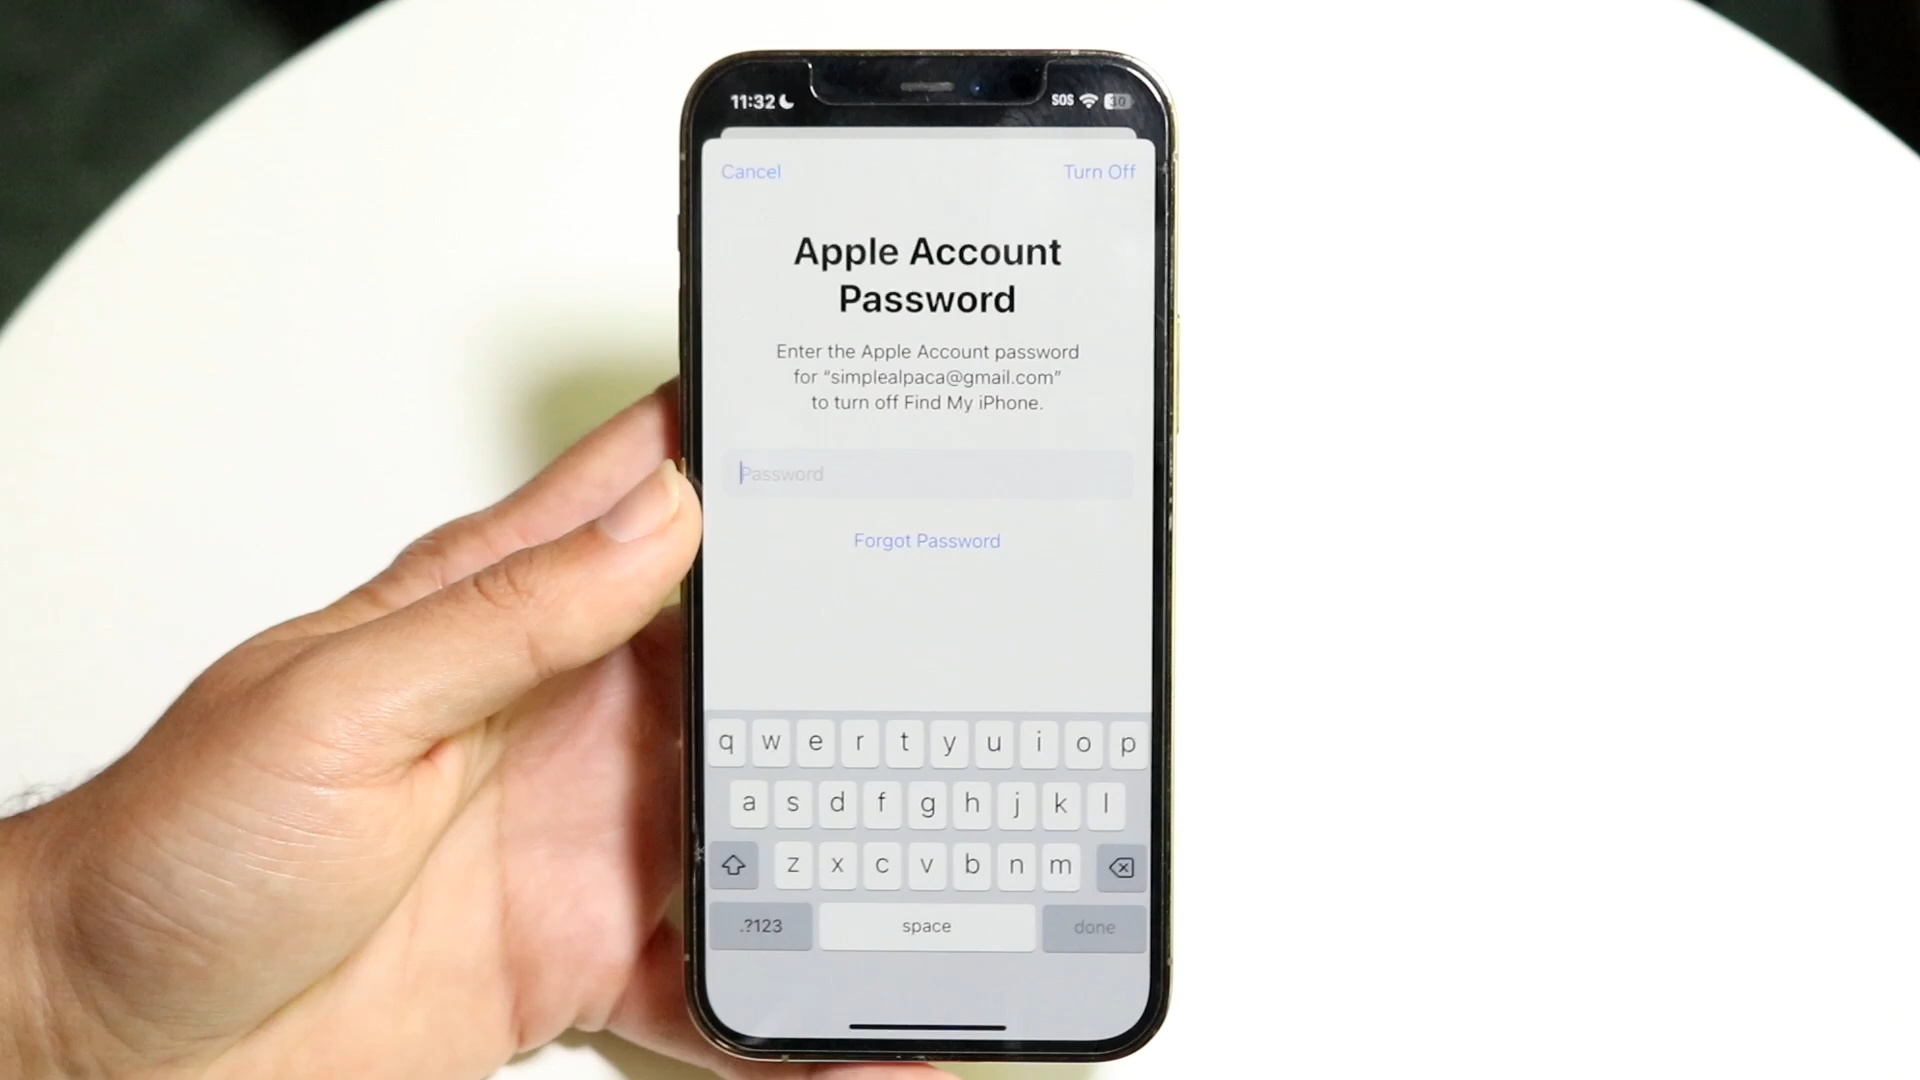 11:32
SOS 30
Cancel
Turn Off
Apple Account
Password
Enter the Apple Account password
for “simplealpaca@gmail.com”
to turn off Find My iPhone.
Password
Forgot Password
q w e r t y u i o p
a s d f g h j k l
z x c v b n m
.?123 space done